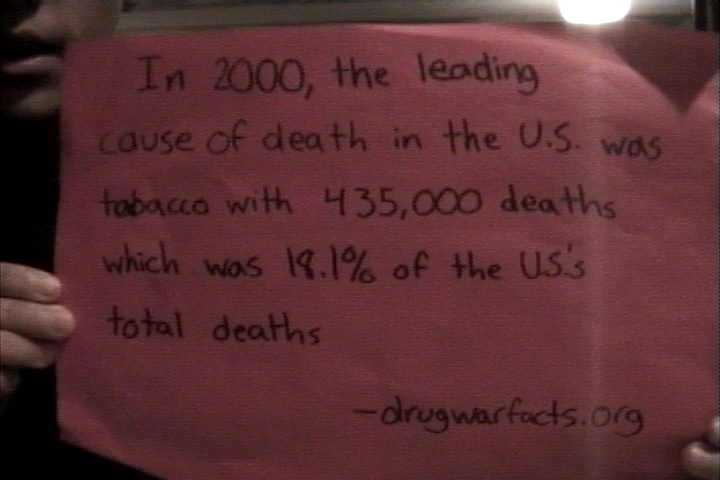 In 2000, the leading
cause of death in the U.S. was
tabacco with 435,000 deaths
which was 18.1% of the U.S.'s
total deaths
-drugwarfacts.org